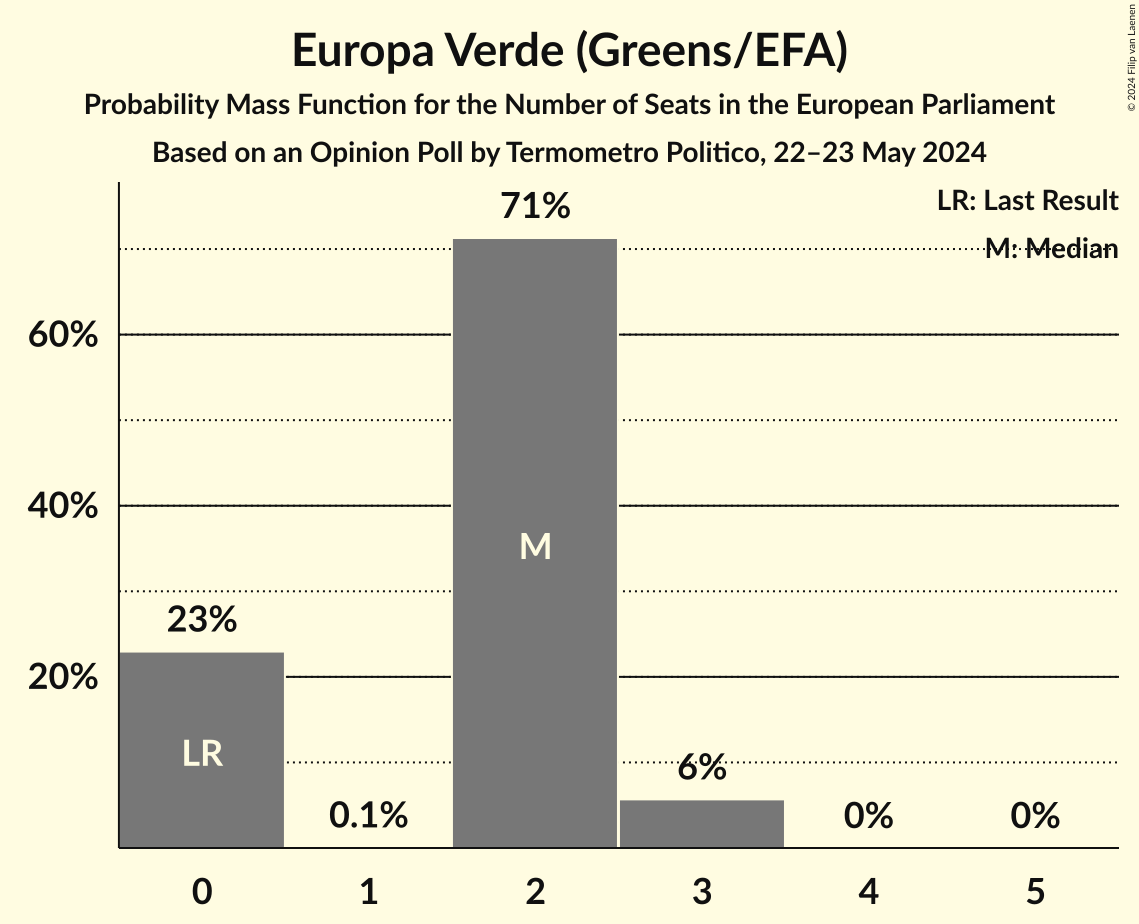 © 2024 Filip van Laenen
Europa Verde (Greens/EFA)
Probability Mass Function for the Number of Seats in the European Parliament
Based on an Opinion Poll by Termometro Politico, 22–23 May 2024
LR: Last Result
M: Median
71%
60%
40%
M
23%
20%
LR
6%
0.1%
0%
0%
0 1 2 3 4 5